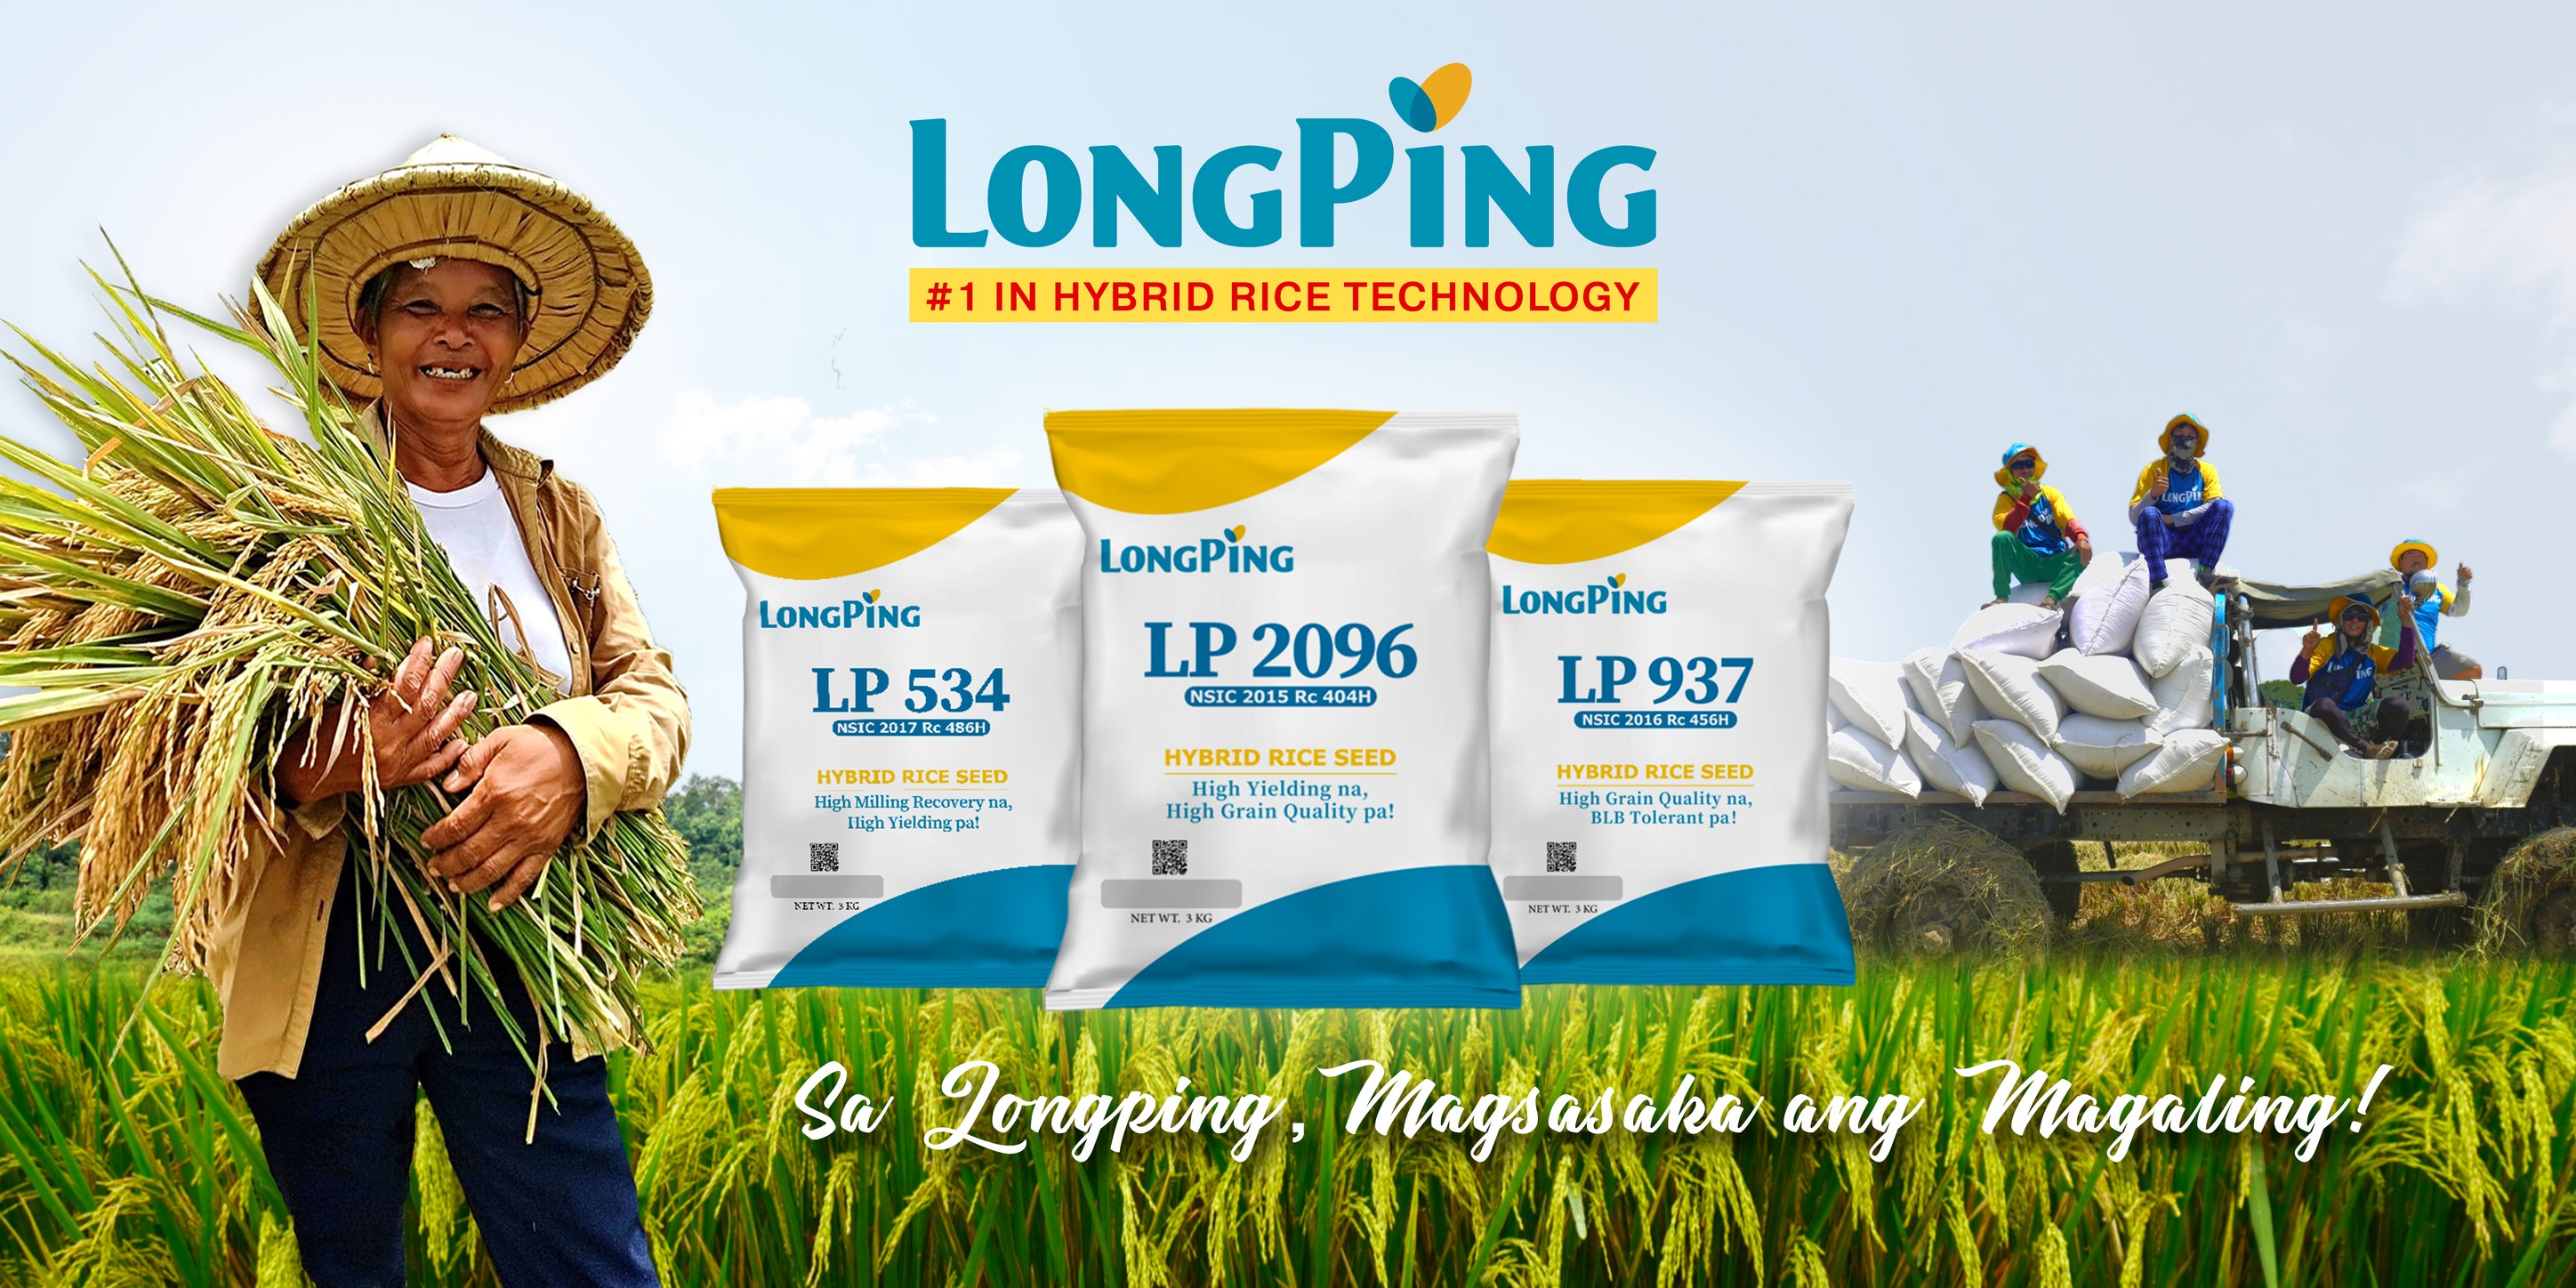 LONGPING
#1 IN HYBRID RICE TECHNOLOGY
LONGPING
LP 534
NSIC 2017 Rc 486H
HYBRID RICE SEED
High Milling Recovery na,
High Yielding pa!
NET WT. 3 KG
LONGPING
LP 2096
NSIC 2015 Rc 404H
HYBRID RICE SEED
High Yielding na,
High Grain Quality pa!
NET WT. 3 KG
LONGPING
LP 937
NSIC 2016 Rc 456H
HYBRID RICE SEED
High Grain Quality na,
BLB Tolerant pa!
NET WT. 3 KG
Sa Longping, Magsasaka ang Magaling!